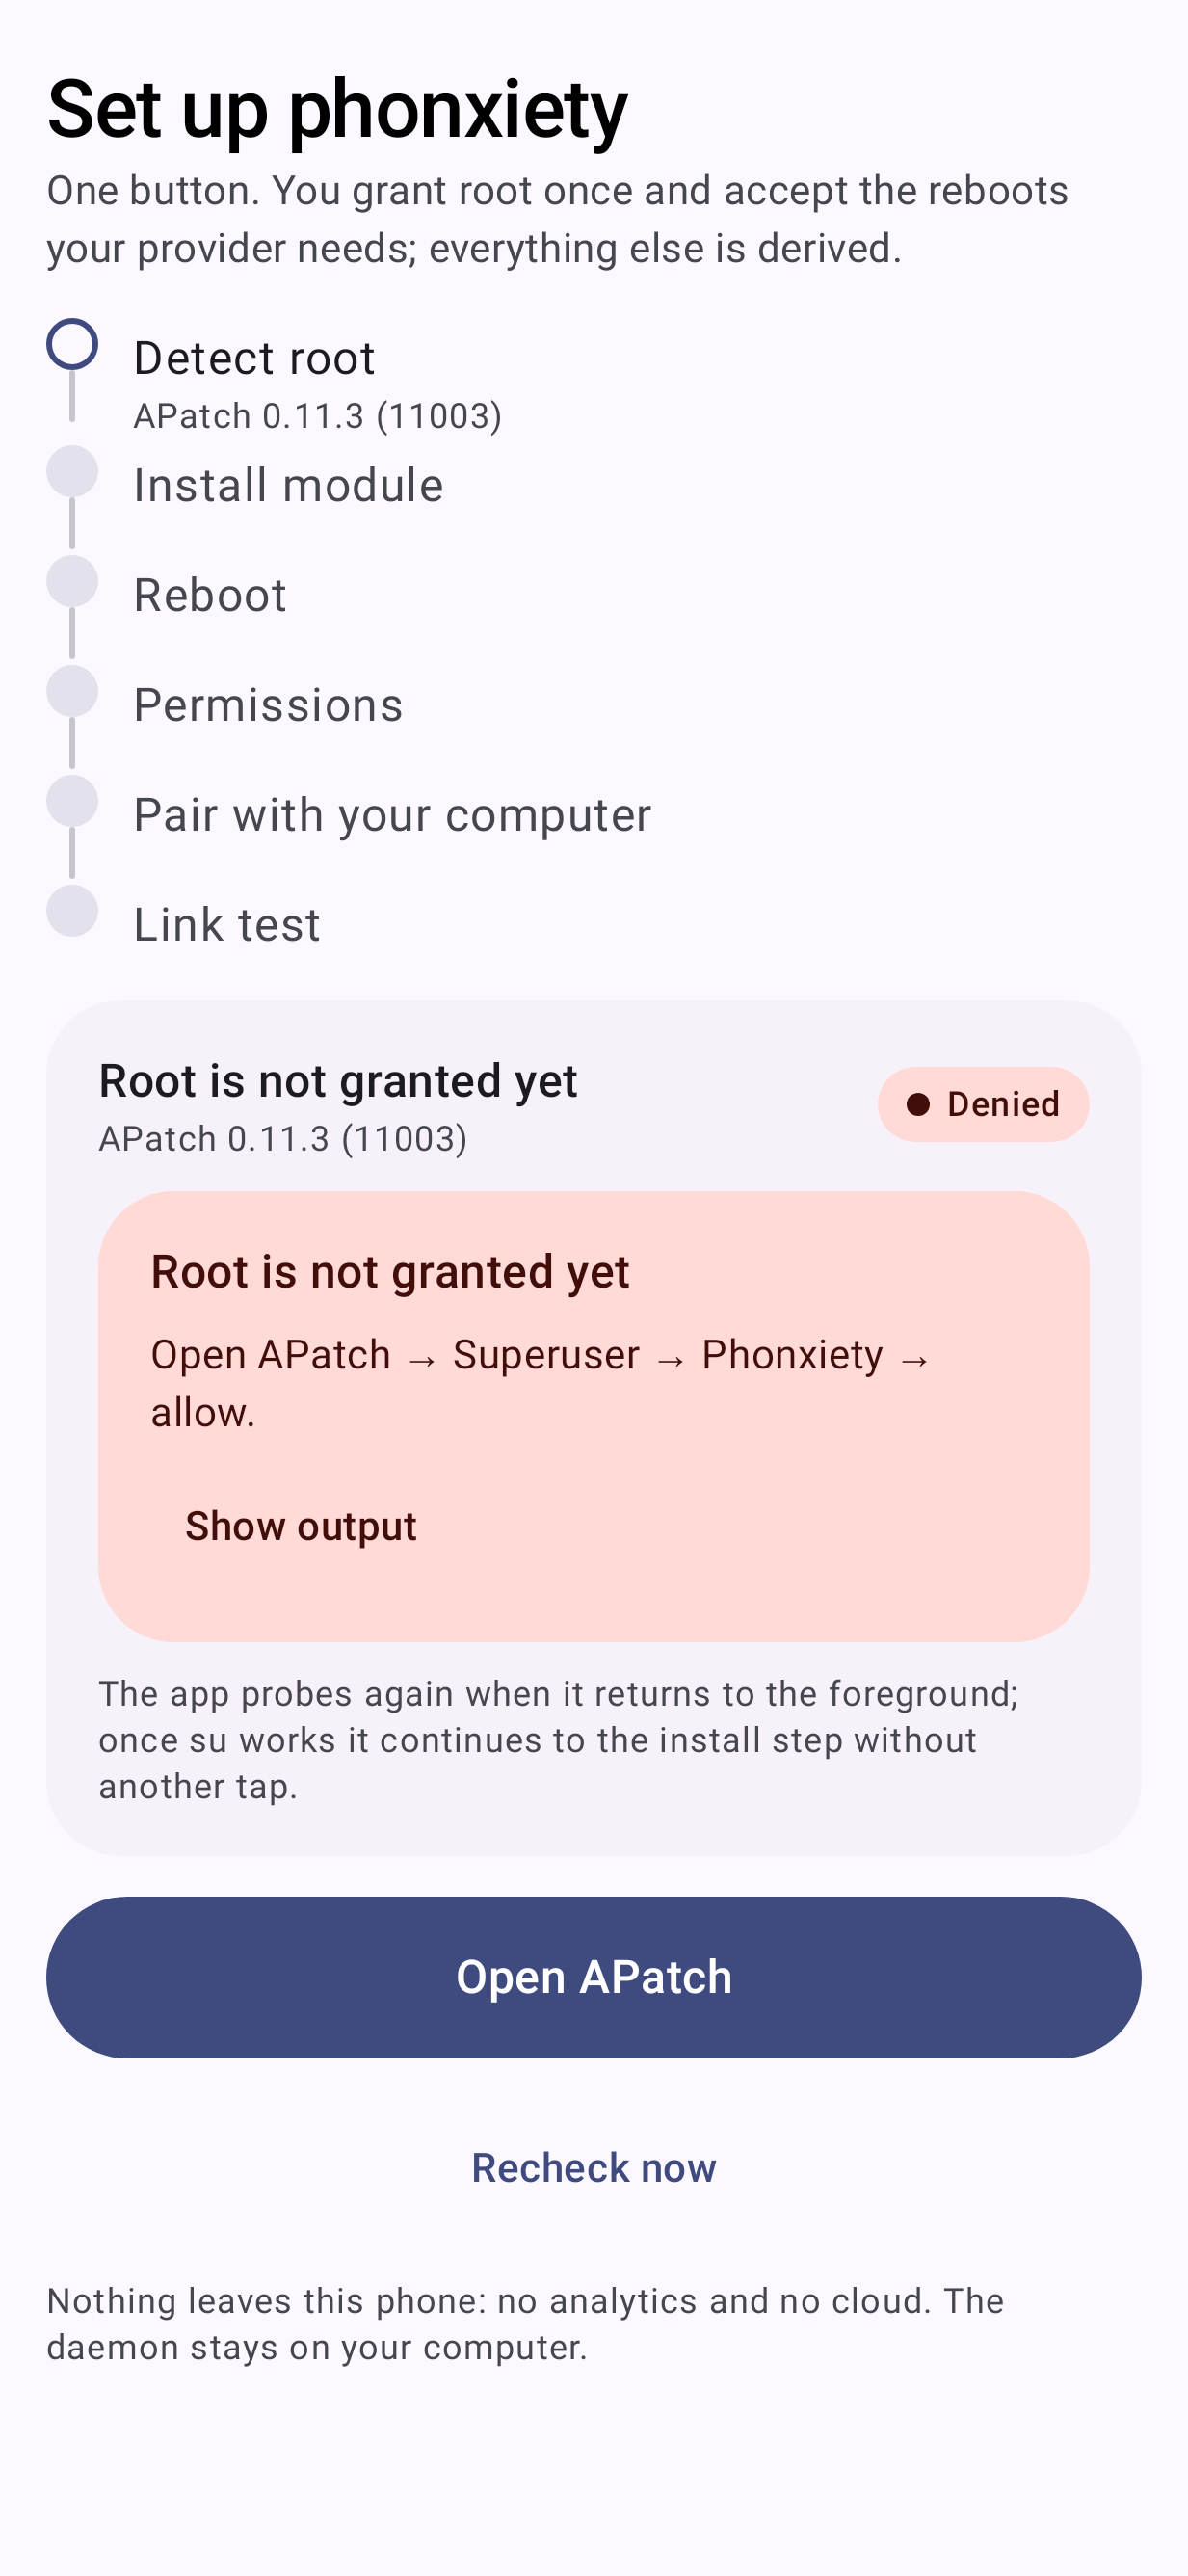 Set up phonxiety
One button. You grant root once and accept the reboots
your provider needs; everything else is derived.
Detect root
APatch 0.11.3 (11003)
Install module
Reboot
Permissions
Pair with your computer
Link test
Root is not granted yet
APatch 0.11.3 (11003)
Denied
Root is not granted yet
Open APatch → Superuser → Phonxiety →
allow.
Show output
The app probes again when it returns to the foreground;
once su works it continues to the install step without
another tap.
Open APatch
Recheck now
Nothing leaves this phone: no analytics and no cloud. The
daemon stays on your computer.